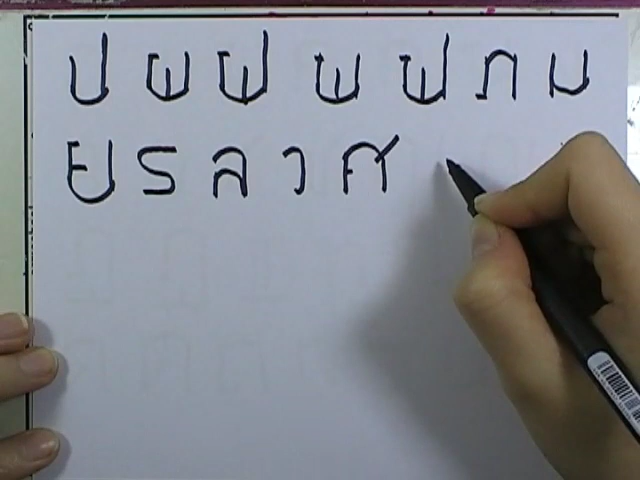 ป ผ ฝ พ ฟ ภ ม
ย ร ล ว ศ